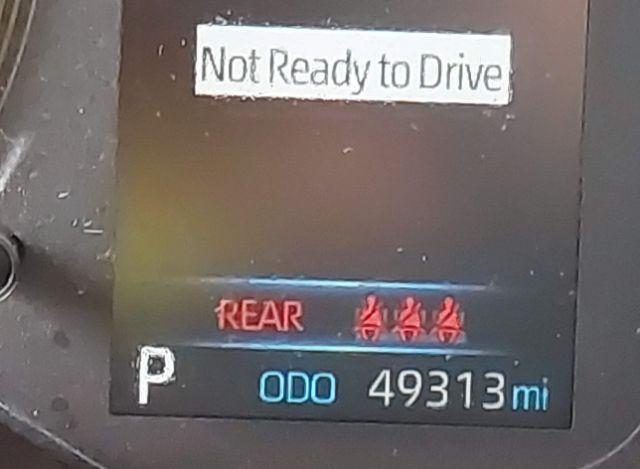 Not Ready to Drive
REAR
P ODO 49313 mi